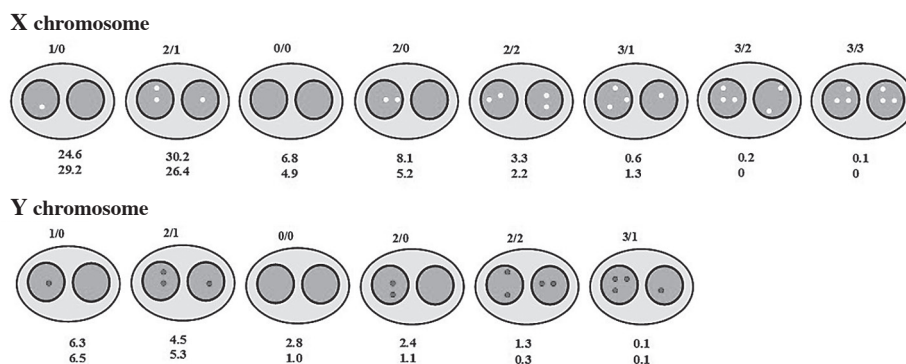 X chromosome
1/0 2/1 0/0 2/0 2/2 3/1 3/2 3/3
24.6 30.2 6.8 8.1 3.3 0.6 0.2 0.1
29.2 26.4 4.9 5.2 2.2 1.3 0 0
Y chromosome
1/0 2/1 0/0 2/0 2/2 3/1
6.3 4.5 2.8 2.4 1.3 0.1
6.5 5.3 1.0 1.1 0.3 0.1